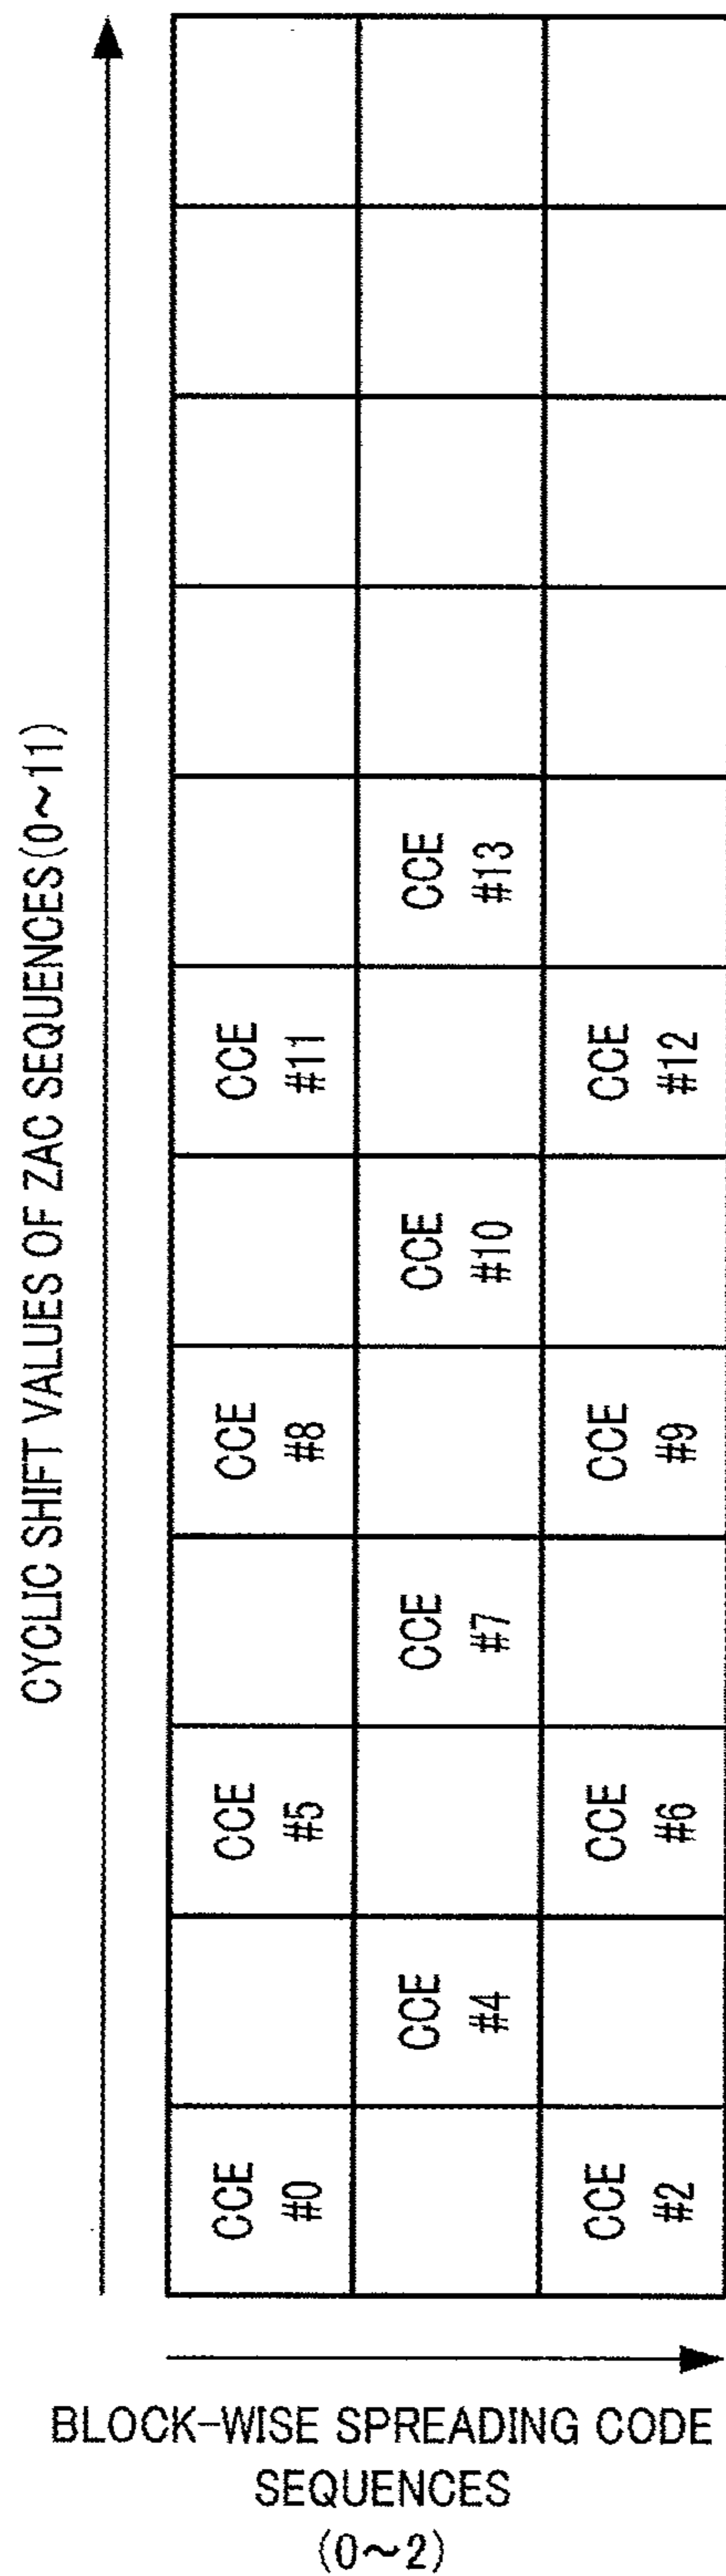 CYCLIC SHIFT VALUES OF ZAC SEQUENCES(0~11)
CCE
#0
CCE
#5
CCE
#8
CCE
#11
CCE
#4
CCE
#7
CCE
#10
CCE
#13
CCE
#2
CCE
#6
CCE
#9
CCE
#12
BLOCK-WISE SPREADING CODE
SEQUENCES
(0~2)